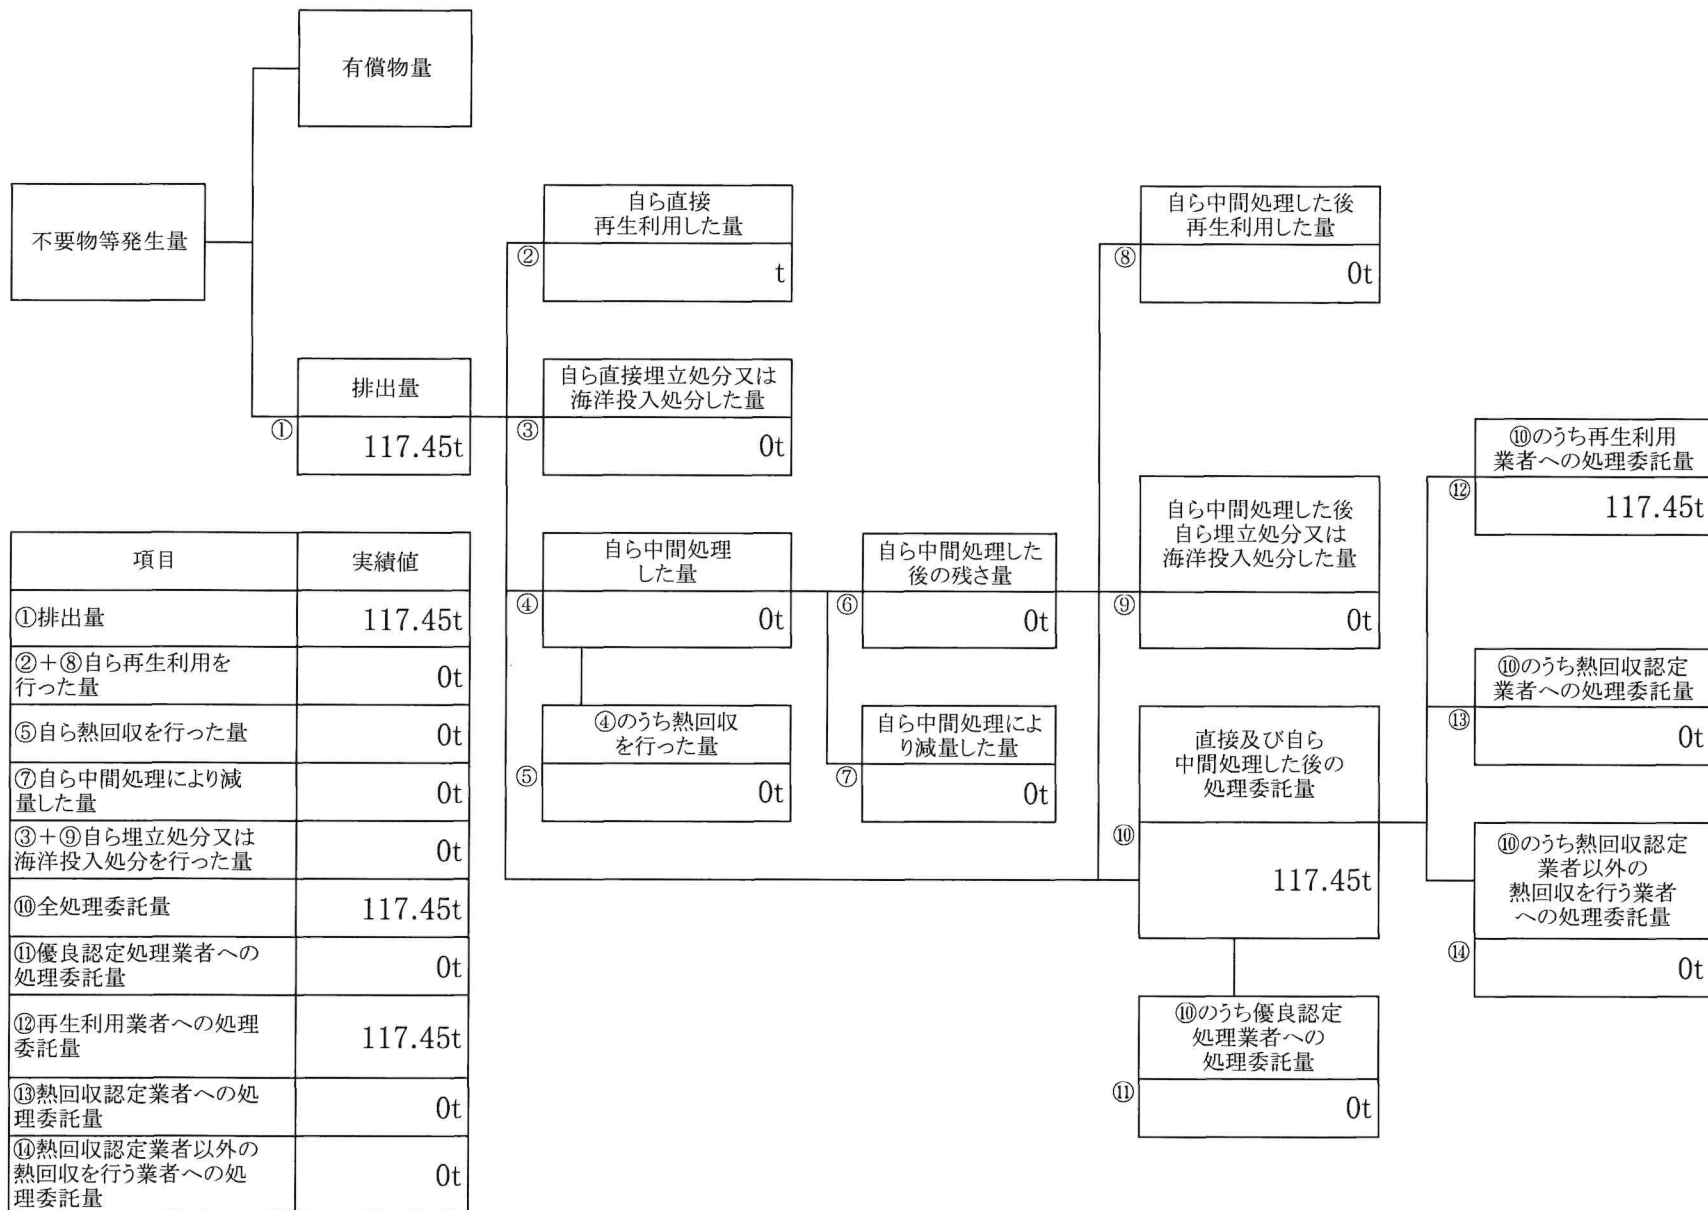 有償物量
不要物等発生量
排出量
①
117.45t
自ら直接
再生利用した量
②
t
自ら直接埋立処分又は
海洋投入処分した量
③
0t
自ら中間処理
した量
④
0t
④のうち熱回収
を行った量
⑤
0t
自ら中間処理した
後の残さ量
⑥
0t
自ら中間処理によ
り減量した量
⑦
0t
自ら中間処理した後
再生利用した量
⑧
0t
自ら中間処理した後
自ら埋立処分又は
海洋投入処分した量
⑨
0t
直接及び自ら
中間処理した後の
処理委託量
⑩
117.45t
⑩のうち優良認定
処理業者への
処理委託量
⑪
0t
⑩のうち再生利用
業者への処理委託量
⑫
117.45t
⑩のうち熱回収認定
業者への処理委託量
⑬
0t
⑩のうち熱回収認定
業者以外の
熱回収を行う業者
への処理委託量
⑭
0t
項目 実績値
①排出量 117.45t
②+⑧自ら再生利用を
行った量 0t
⑤自ら熱回収を行った量 0t
⑦自ら中間処理により減
量した量 0t
③+⑨自ら埋立処分又は
海洋投入処分を行った量 0t
⑩全処理委託量 117.45t
⑪優良認定処理業者への
処理委託量 0t
⑫再生利用業者への処理
委託量 117.45t
⑬熱回収認定業者への処
理委託量 0t
⑭熱回収認定業者以外の
熱回収を行う業者への処
理委託量 0t